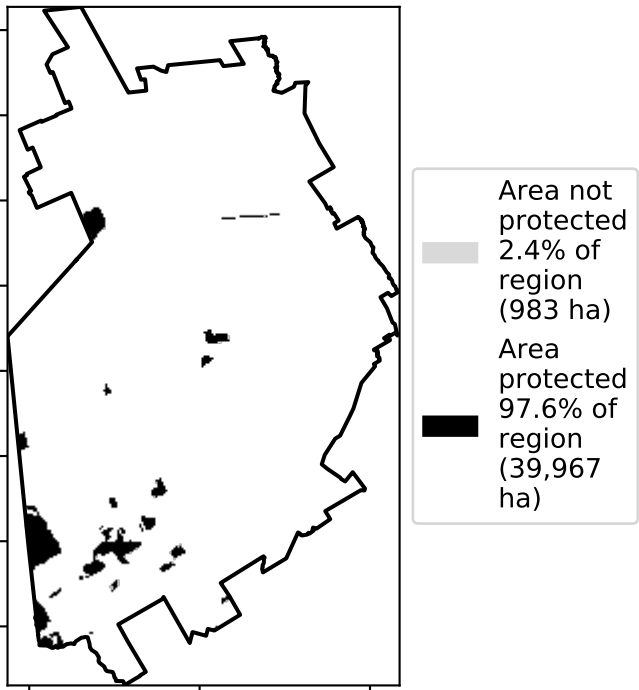 Area not
protected
2.4% of
region
(983 ha)
Area
protected
97.6% of
region
(39,967
ha)